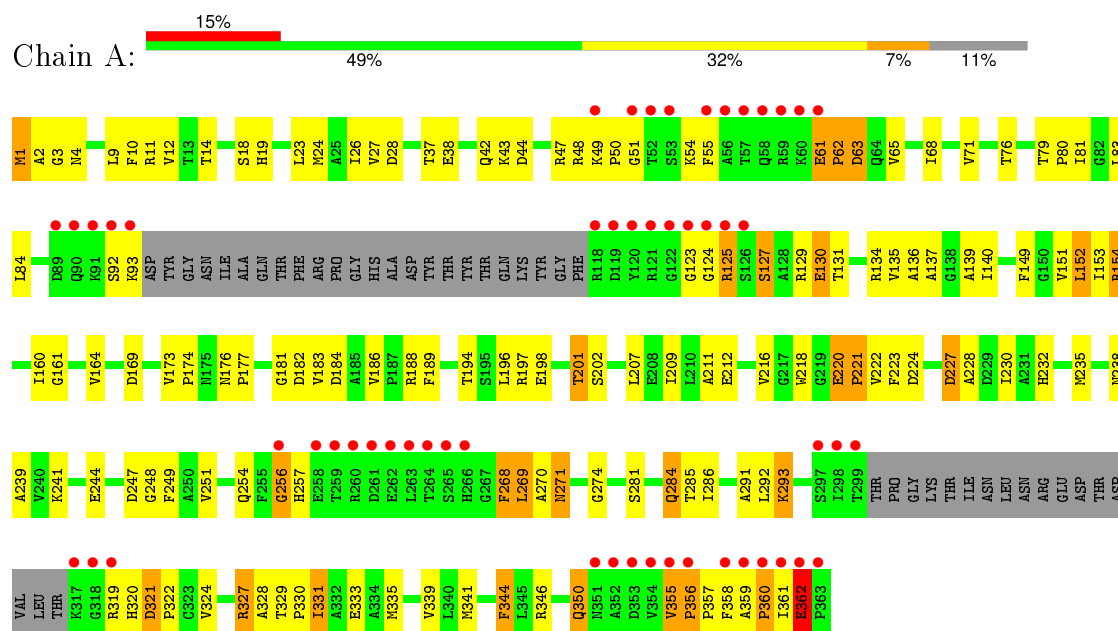 15%
Chain A:
49% 32% 7% 11%
M1 A2 G3 N4 L9 F10 R11 V12 T13 T14 S18 H19 L23 M24 A25 I26 V27 D28 T37 E38 Q42 K43 D44 R47 R48 K49 P50 G51 T52 S53 K54 F55 A56 T57 Q58 R59 K60 E61 P62 D63 Q64 V65 I68 V71 T76 T79 P80 I81 G82 L83
L84 D89 Q90 K91 S92 K93 ASP TYR GLY ASN ILE ALA GLN THR PHE ARG PRO GLY HIS ALA ASP TYR THR TYR THR GLN LYS TYR GLY PHE R118 D119 Y120 R121 G122 G123 G124 R125 S126 S127 A128 R129 E130 T131 R134 V135 A136 A137 G138 A139 I140 F149 G150 V151 L152 I153 R154
I160 G161 V164 D169 V173 P174 N175 N176 P177 G181 D182 V183 D184 A185 V186 P187 R188 F189 T194 S195 L196 R197 E198 T201 S202 L207 E208 I209 L210 A211 E212 V216 G217 W218 G219 E220 P221 V222 F223 D224 D227 A228 D229 I230 A231 H232 M235 N238
A239 V240 K241 E244 D247 G248 F249 A250 V251 Q254 F255 G256 H257 E258 T259 R260 D261 E262 L263 T264 S265 H266 G267 F268 L269 A270 N271 G274 S281 Q284 T285 I286 A291 L292 K293 S297 I298 T299 THR PRO GLY LYS THR ILE ASN LEU ASN ARG GLU ASP THR ASP
VAL LEU THR K317 G318 R319 H320 D321 P322 C323 V324 R327 A328 T329 P330 I331 A332 E333 A334 M335 V339 L340 M341 F344 L345 R346 Q350 N351 A352 D353 V354 V355 P356 P357 F358 A359 P360 I361 E362 P363